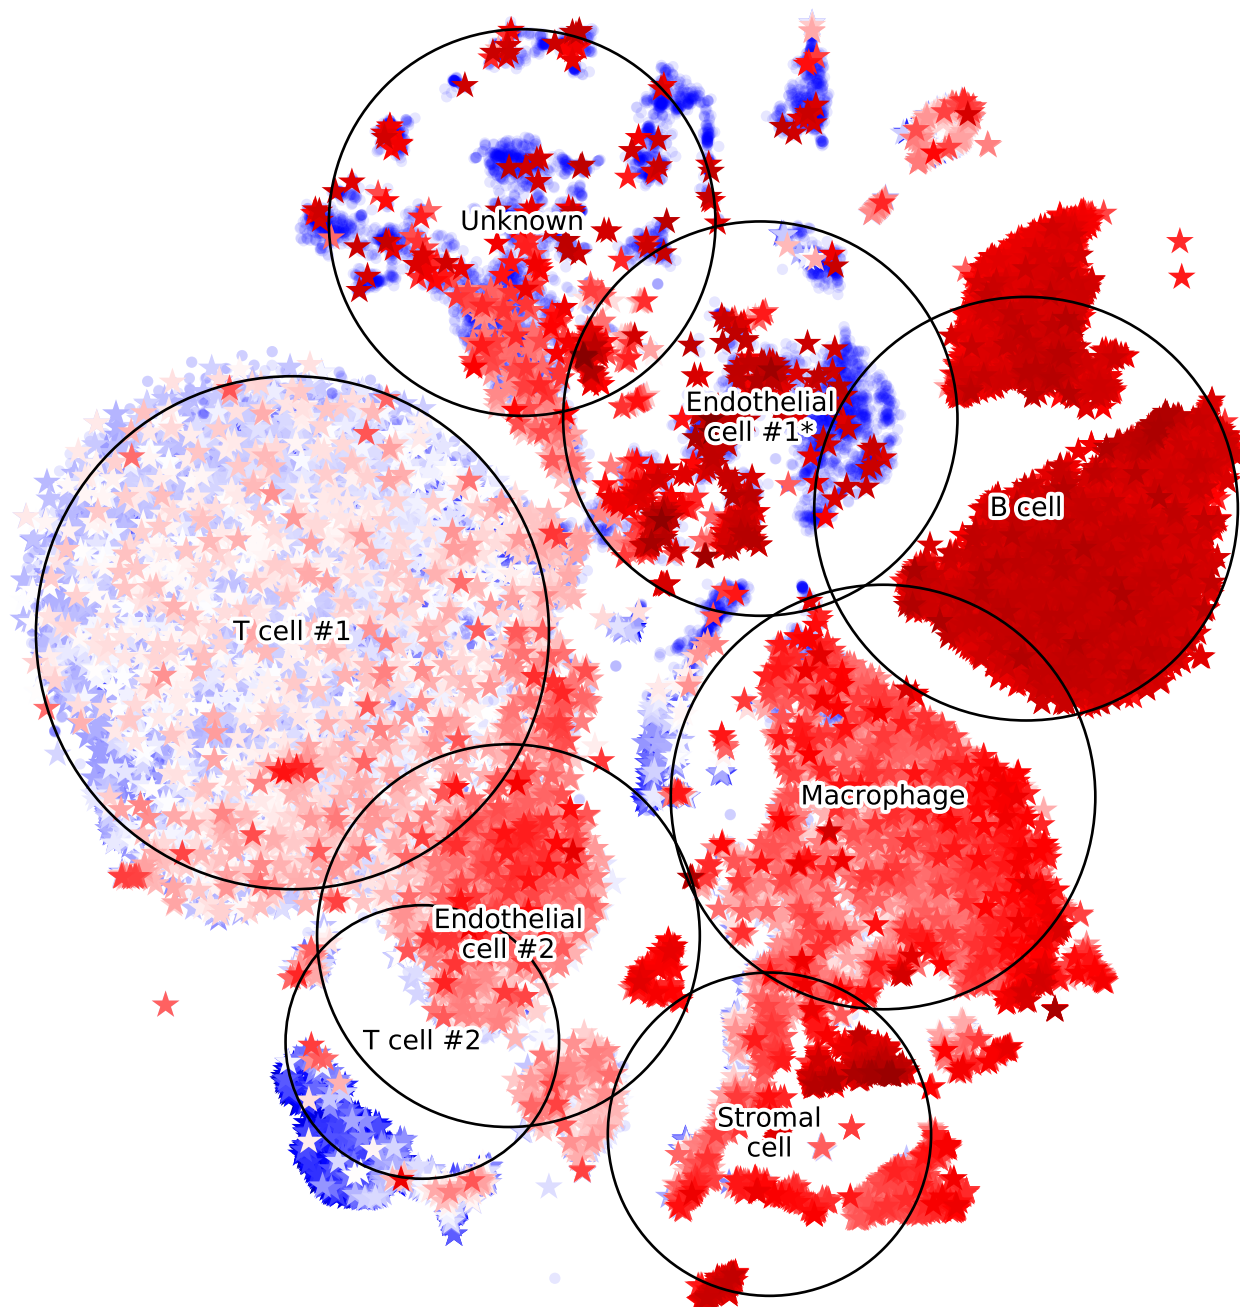 Unknown
Endothelial
cell #1*
B cell
T cell #1
Macrophage
Endothelial
cell #2
T cell #2
Stromal
cell